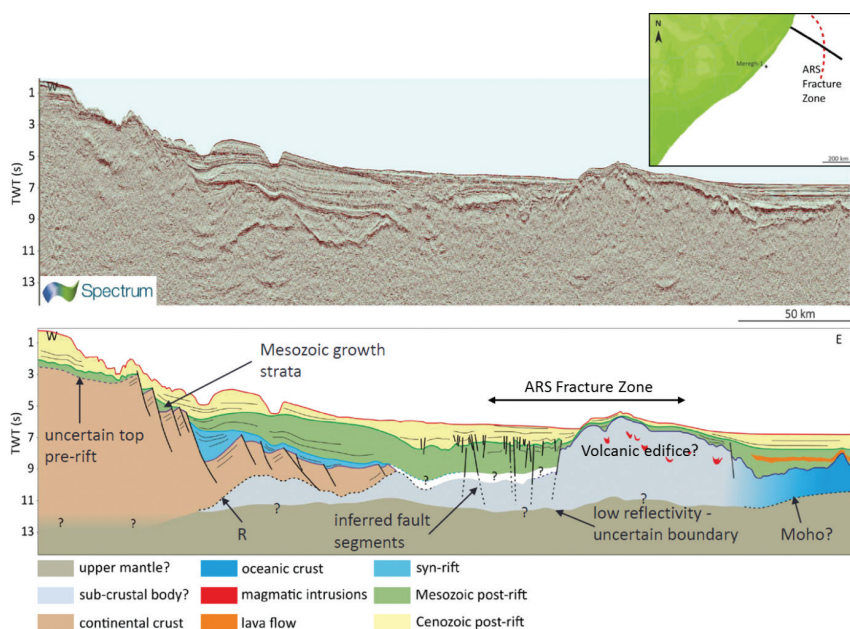 N
Meregh-1
ARS
Fracture
Zone
200 km
W
1
3
5
7
9
11
13
TWT (s)
Spectrum
50 km
W
E
1
3
5
7
9
11
13
TWT (s)
Mesozoic growth
strata
ARS Fracture Zone
uncertain top
pre-rift
Volcanic edifice?
?
?
?
?
?
?
?
?
R
inferred fault
segments
low reflectivity -
uncertain boundary
Moho?
upper mantle?
oceanic crust
syn-rift
sub-crustal body?
magmatic intrusions
Mesozoic post-rift
continental crust
lava flow
Cenozoic post-rift